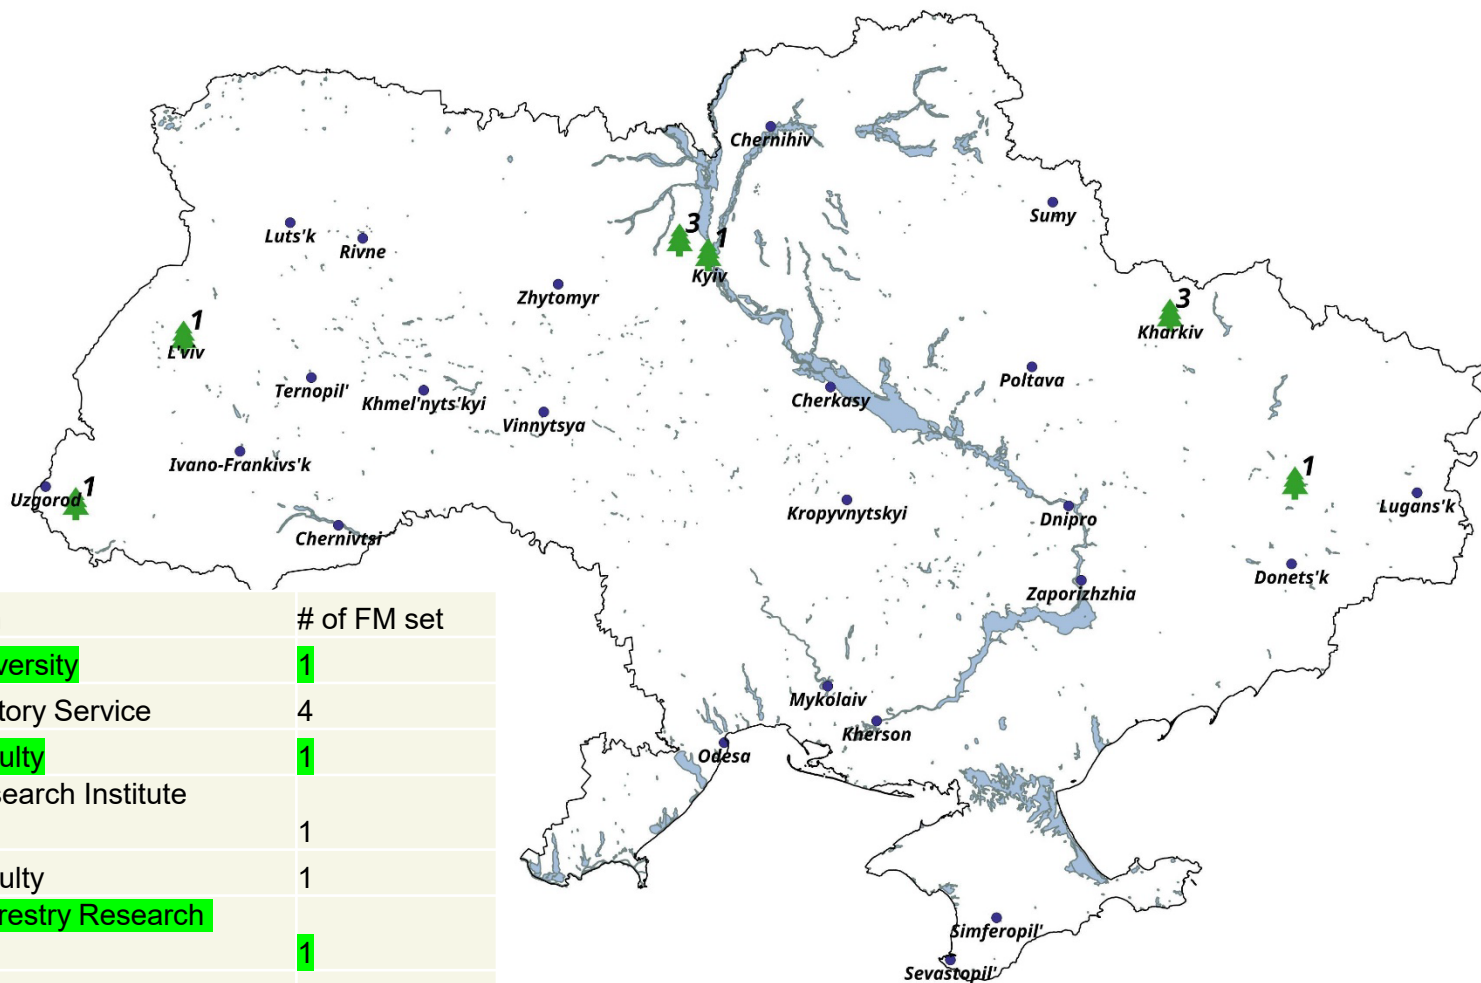 Chernihiv
Sumy
3
Luts'k
Rivne
1
Kyiv
Zhytomyr
3
Kharkiv
1
L'viv
Ternopil'
Khmel'nyts'kyi
Vinnytsya
Cherkasy
Poltava
Ivano-Frankivs'k
1
Uzgorod
1
Chernivtsi
Kropyvnytskyi
Dnipro
Lugans'k
Donets'k
Zaporizhzhia
Mykolaiv
Kherson
Odesa
Simferopil'
Sevastopil'
# of FM set
versity 1
tory Service 4
ulty 1
search Institute
1
ulty 1
restry Research
1